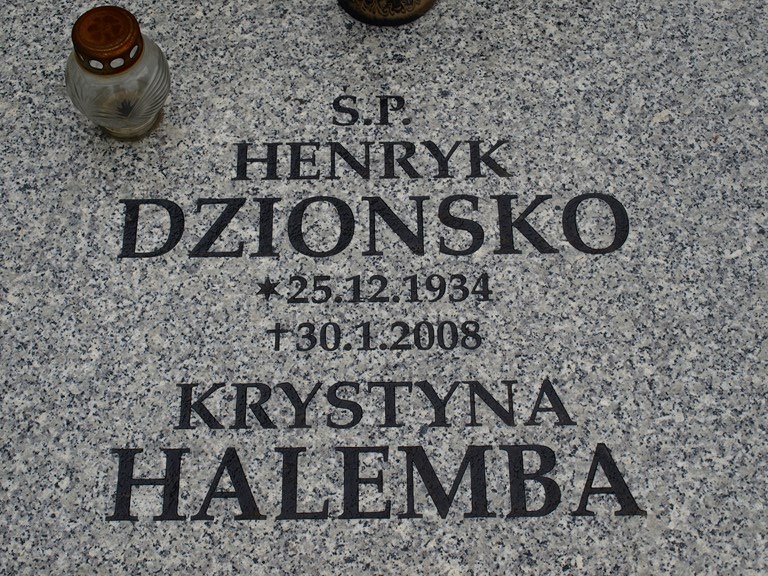 S.P.
HENRYK
DZIONSKO
✶25.12.1934
†30.1.2008
KRYSTYNA
HALEMBA